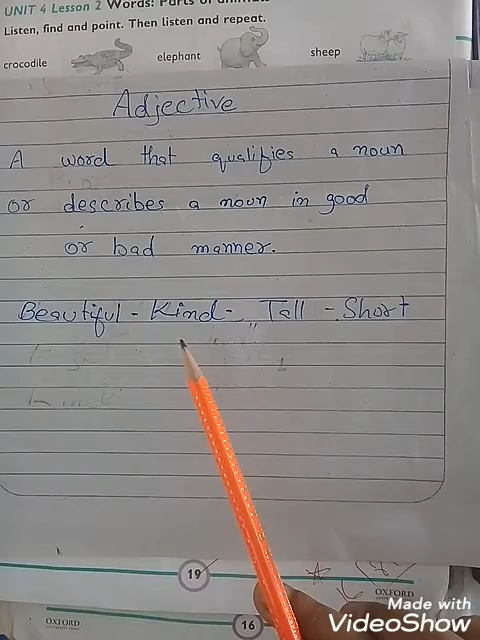 UNIT 4 Lesson 2 Words: Parts of animals
Listen, find and point. Then listen and repeat.
crocodile elephant sheep
Adjective
A word that qualifies a noun
or describes a noun in good
or bad manner.
Beautiful - Kind - Tall - Short
19
OXFORD
OXFORD
16
Made with
VideoShow